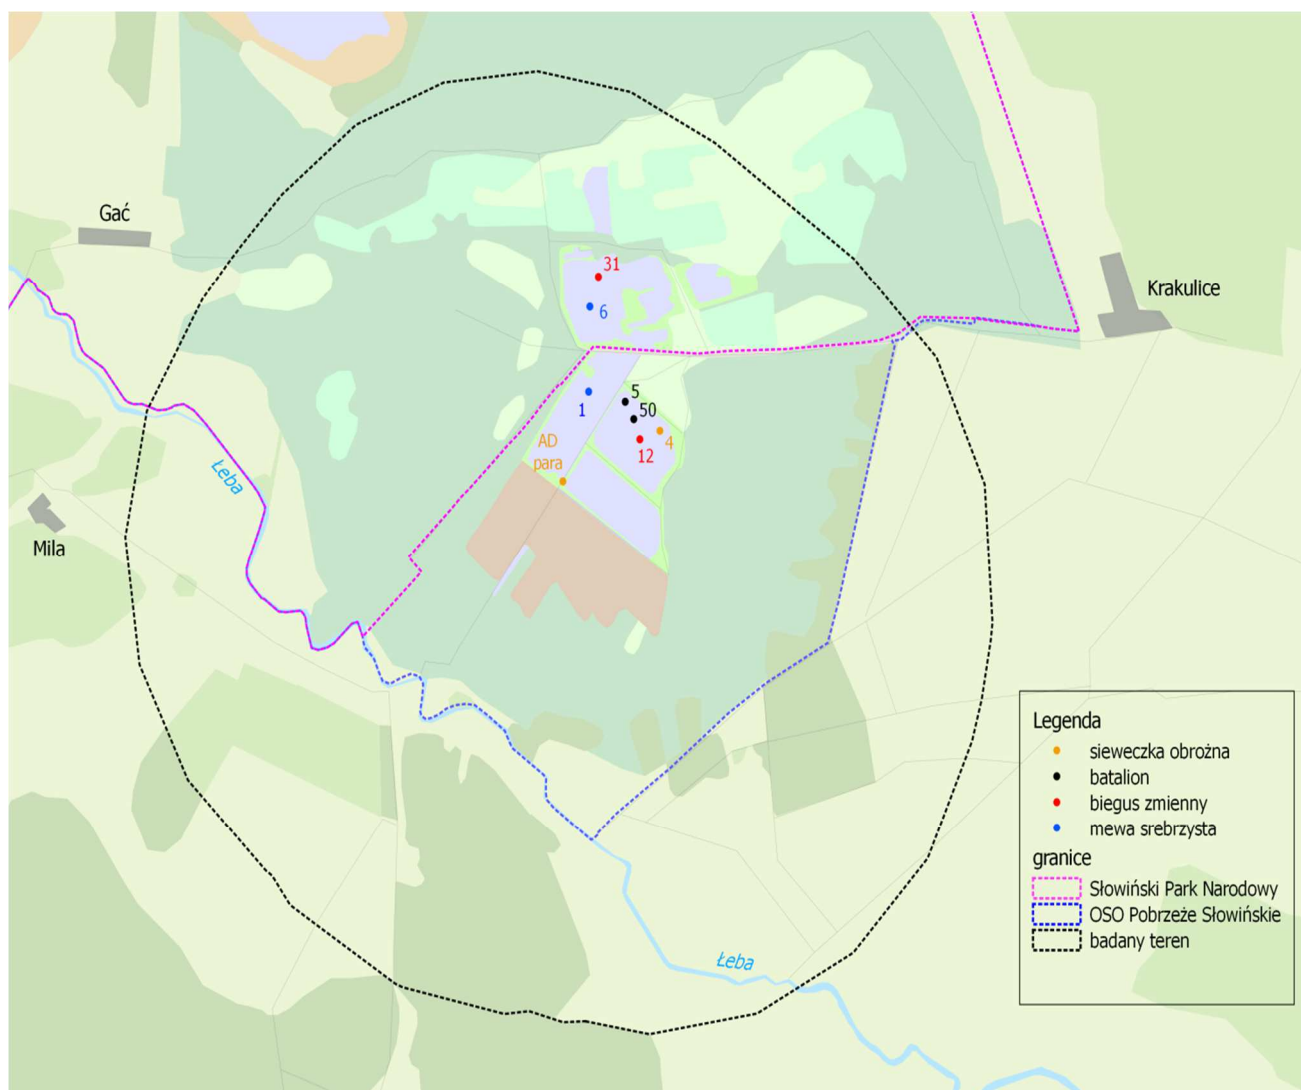 Gać
31
Krakulice
6
5
1
50
AD
para
4
12
Łeba
Mila
Legenda
sieweczka obrożna
batalion
biegus zmienny
mewa srebrzysta
granice
Słowiński Park Narodowy
OSO Pobrzeże Słowińskie
badany teren
Łeba